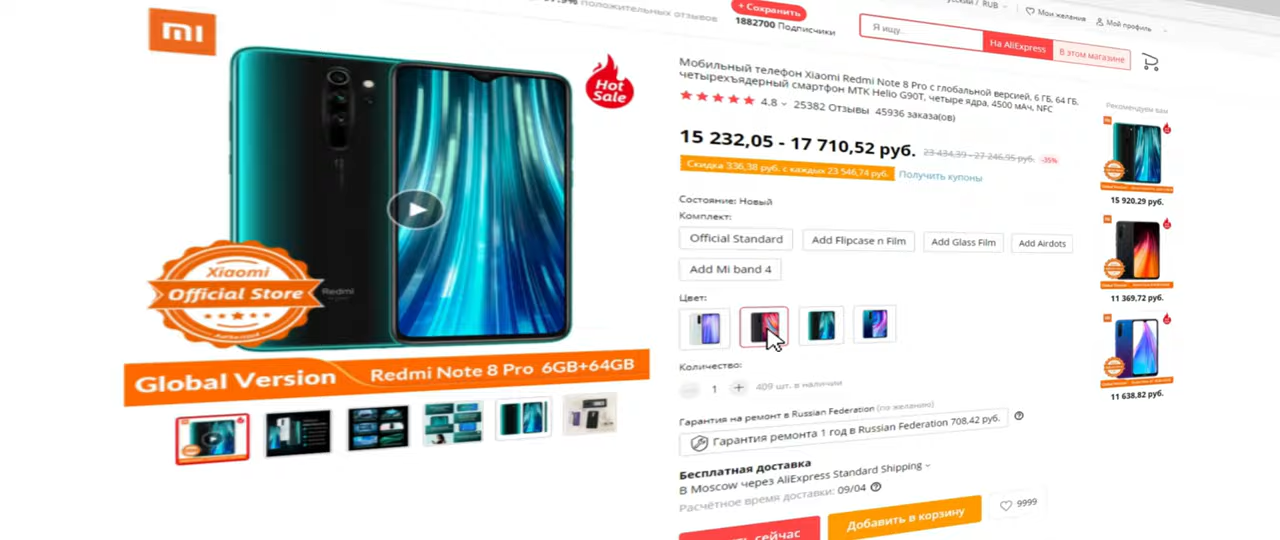 Положительных отзывов
+ Сохранить
1882700 Подписчики
/ RUB
Мои желания
Мой профиль
Я ищу...
На AliExpress
В этом магазине
mi
Hot
Sale
Xiaomi
Official Store
Redmi
Global Version
Redmi Note 8 Pro 6GB+64GB
Мобильный телефон Xiaomi Redmi Note 8 Pro с глобальной версией, 6 ГБ, 64 ГБ,
четырехъядерный смартфон MTK Helio G90T, четыре ядра, 4500 мАч, NFC
4.8 25382 Отзывы 45936 заказа(ов)
15 232,05 - 17 710,52 руб. 23 434,39 - 27 246,95 руб. -35%
Скидка 336,38 руб. с каждых 23 546,74 руб. Получить купоны
Состояние: Новый
Комплект:
Official Standard
Add Flipcase n Film
Add Glass Film
Add Airdots
Add Mi band 4
Цвет:
Количество:
1 + 409 шт. в наличии
Гарантия на ремонт в Russian Federation (по желанию)
Гарантия ремонта 1 год в Russian Federation 708,42 руб.
Бесплатная доставка
В Moscow через AliExpress Standard Shipping
Расчётное время доставки: 09/04
сейчас
Добавить в корзину
9999
Рекомендуем вам
15 920.29 руб.
11 369,72 руб.
11 638,82 руб.